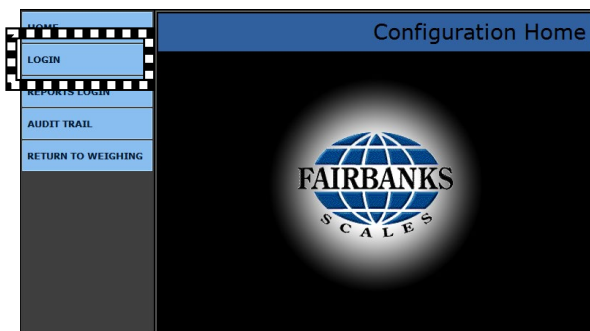 HOME
Configuration Home
LOGIN
REPORTS LOGIN
AUDIT TRAIL
RETURN TO WEIGHING
FAIRBANKS
SCALES